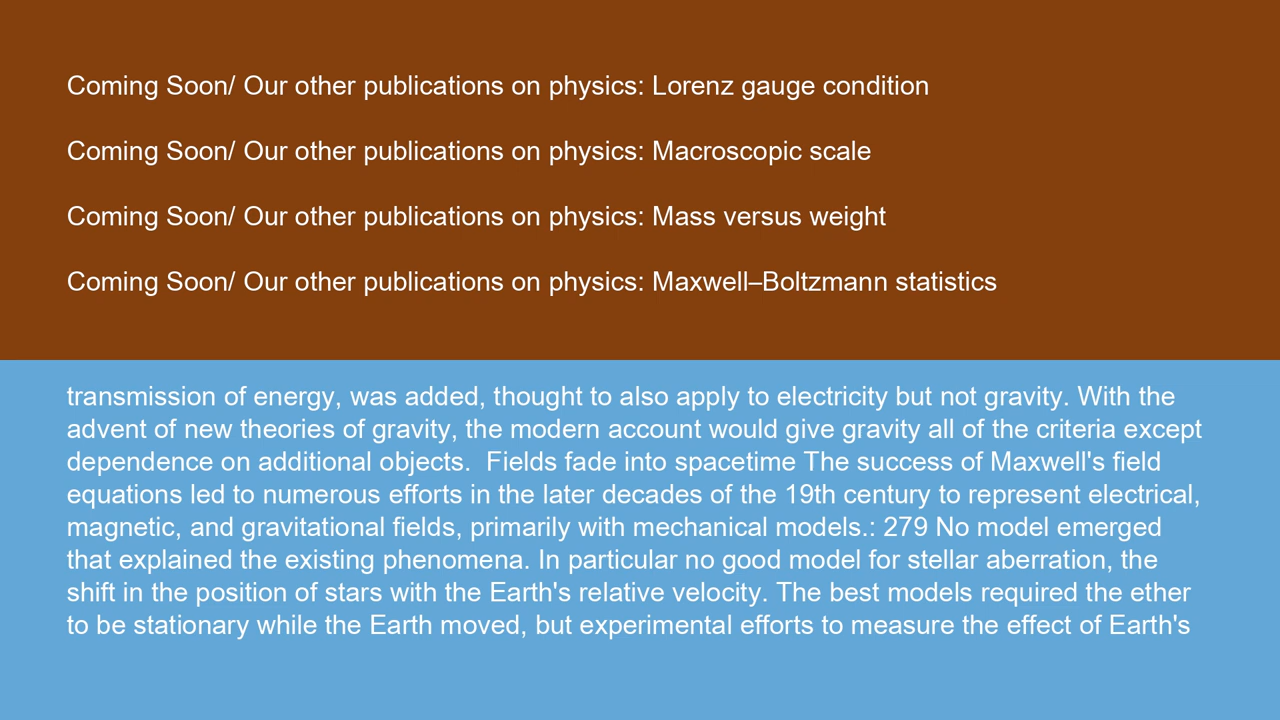 Coming Soon/ Our other publications on physics: Lorenz gauge condition
Coming Soon/ Our other publications on physics: Macroscopic scale
Coming Soon/ Our other publications on physics: Mass versus weight
Coming Soon/ Our other publications on physics: Maxwell–Boltzmann statistics
transmission of energy, was added, thought to also apply to electricity but not gravity. With the
advent of new theories of gravity, the modern account would give gravity all of the criteria except
dependence on additional objects.  Fields fade into spacetime The success of Maxwell's field
equations led to numerous efforts in the later decades of the 19th century to represent electrical,
magnetic, and gravitational fields, primarily with mechanical models.: 279 No model emerged
that explained the existing phenomena. In particular no good model for stellar aberration, the
shift in the position of stars with the Earth's relative velocity. The best models required the ether
to be stationary while the Earth moved, but experimental efforts to measure the effect of Earth's